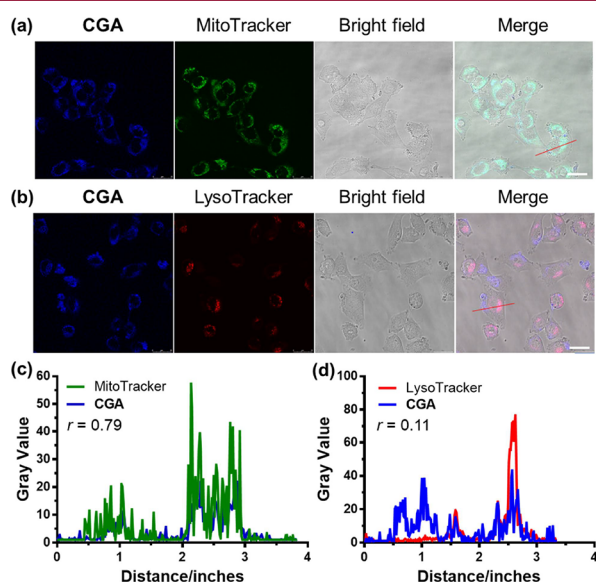 (a) CGA MitoTracker Bright field Merge
(b) CGA LysoTracker Bright field Merge
(c)
60
50
40
30
20
10
0
Gray Value
MitoTracker
CGA
r = 0.79
0 1 2 3 4
Distance/inches
(d)
100
80
60
40
20
0
Gray Value
LysoTracker
CGA
r = 0.11
0 1 2 3 4
Distance/inches